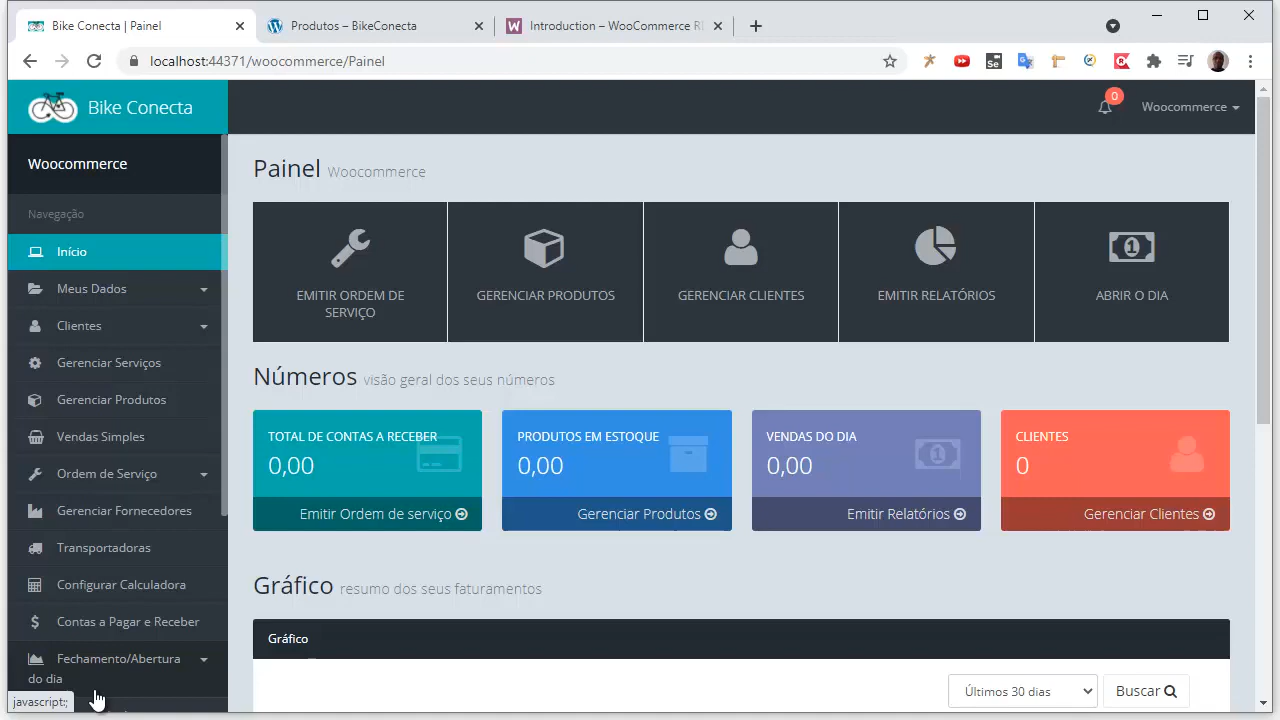 Bike Conecta | Painel
Produtos – BikeConecta
Introduction – WooCommerce R
localhost:44371/woocommerce/Painel
Se
Bike Conecta
0
Woocommerce
Woocommerce
Navegação
Início
Meus Dados
Clientes
Gerenciar Serviços
Gerenciar Produtos
Vendas Simples
Ordem de Serviço
Gerenciar Fornecedores
Transportadoras
Configurar Calculadora
Contas a Pagar e Receber
Fechamento/Abertura
do dia
javascript:;
Painel Woocommerce
EMITIR ORDEM DE
SERVIÇO
GERENCIAR PRODUTOS
GERENCIAR CLIENTES
EMITIR RELATÓRIOS
ABRIR O DIA
Números visão geral dos seus números
TOTAL DE CONTAS A RECEBER
0,00
Emitir Ordem de serviço
PRODUTOS EM ESTOQUE
0,00
Gerenciar Produtos
VENDAS DO DIA
0,00
Emitir Relatórios
CLIENTES
0
Gerenciar Clientes
Gráfico resumo dos seus faturamentos
Gráfico
Últimos 30 dias
Buscar